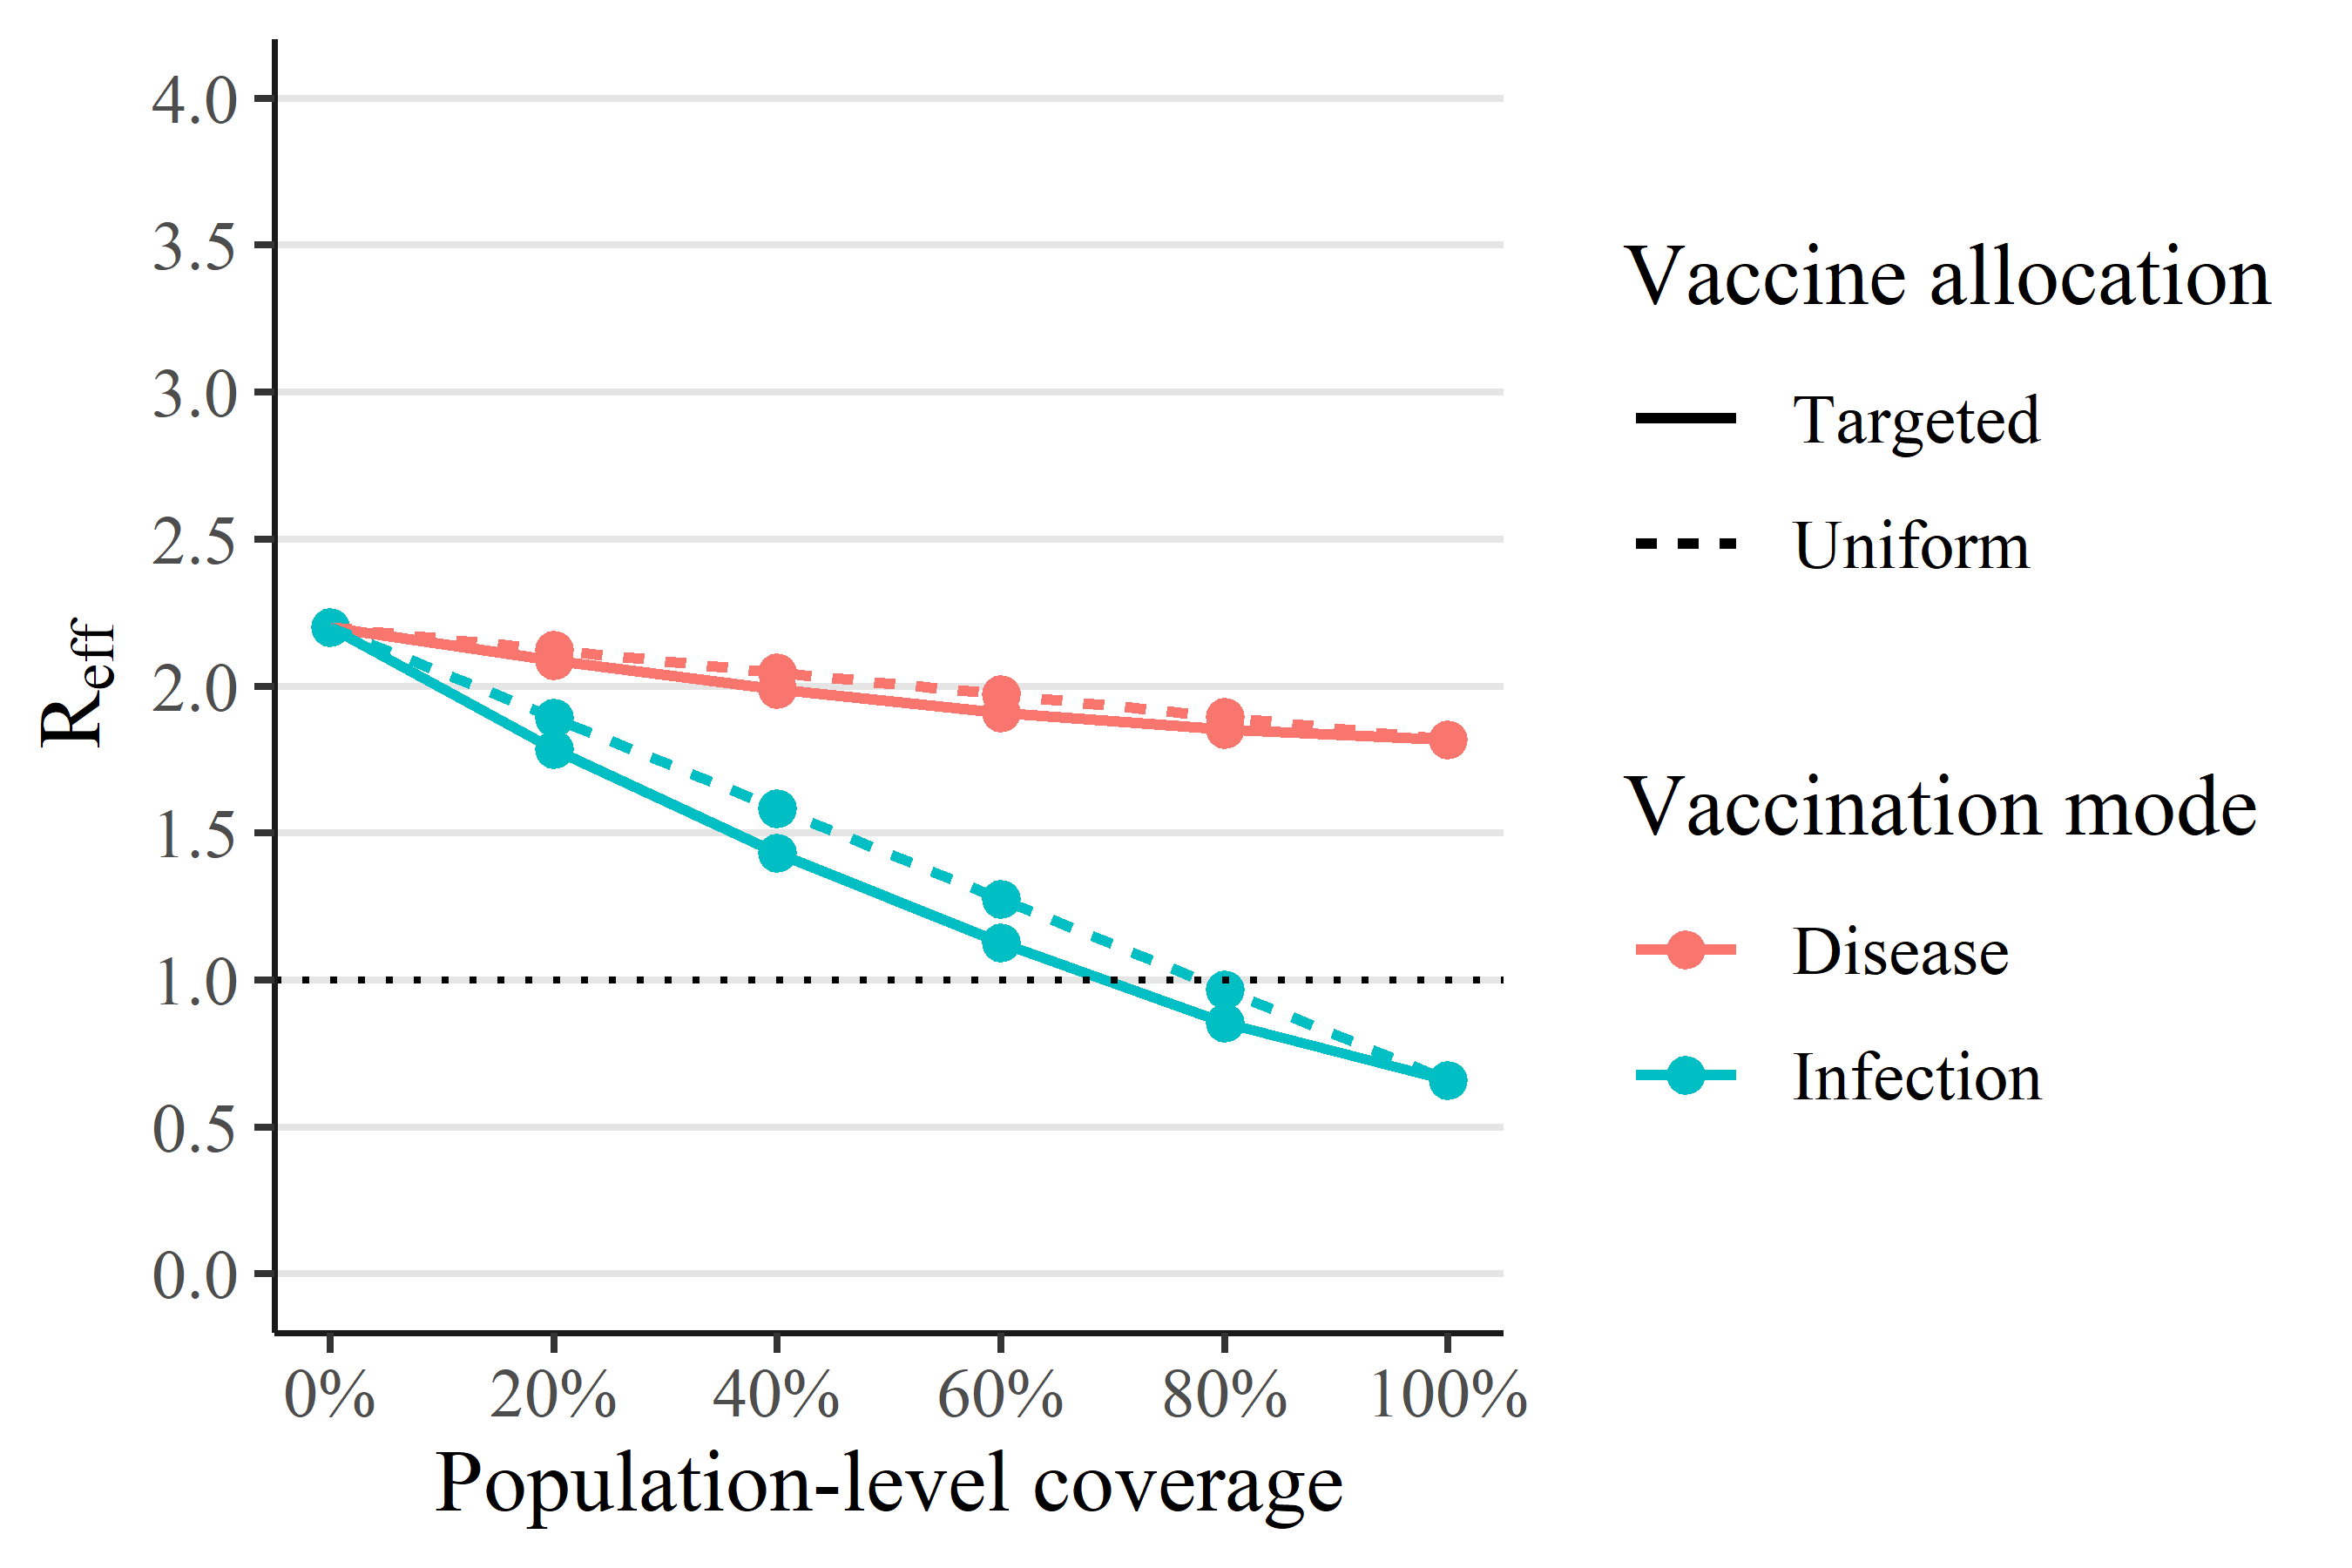 4.0
3.5
3.0
2.5
2.0
1.5
1.0
0.5
0.0
Reff
0% 20% 40% 60% 80% 100%
Population-level coverage
Vaccine allocation
Targeted
Uniform
Vaccination mode
Disease
Infection